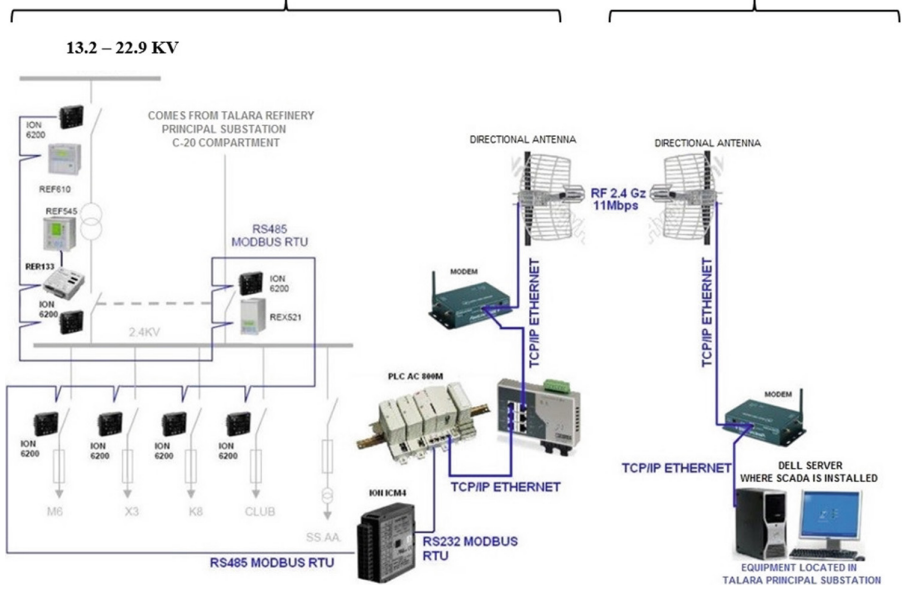 13.2 – 22.9 KV
COMES FROM TALARA REFINERY
PRINCIPAL SUBSTATION
C-20 COMPARTMENT
ION
6200
REF610
REF545
RER133
ION
6200
RS485
MODBUS RTU
ION
6200
REX521
2.4KV
DIRECTIONAL ANTENNA
DIRECTIONAL ANTENNA
RF 2.4 Gz
11Mbps
MODEM
TCP/IP ETHERNET
TCP/IP ETHERNET
PLC AC 800M
MODEM
ION
6200
ION
6200
ION
6200
ION
6200
M6
X3
K8
CLUB
SS.AA.
TCP/IP ETHERNET
TCP/IP ETHERNET
DELL SERVER
WHERE SCADA IS INSTALLED
ION ICM4
RS232 MODBUS
RTU
RS485 MODBUS RTU
EQUIPMENT LOCATED IN
TALARA PRINCIPAL SUBSTATION